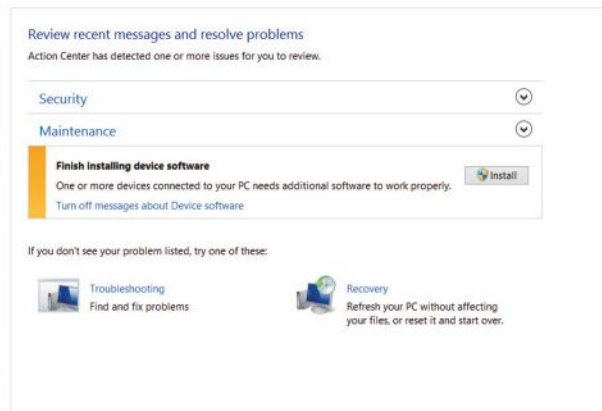 Review recent messages and resolve problems
Action Center has detected one or more issues for you to review.
Security
Maintenance
Finish installing device software
One or more devices connected to your PC needs additional software to work properly.
Install
Turn off messages about Device software
If you don't see your problem listed, try one of these:
Troubleshooting
Find and fix problems
Recovery
Refresh your PC without affecting
your files, or reset it and start over.